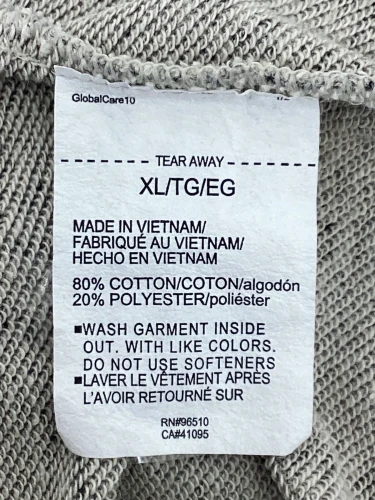 GlobalCare10
TEAR AWAY
XL/TG/EG
MADE IN VIETNAM/
FABRIQUÉ AU VIETNAM/
HECHO EN VIETNAM
80% COTTON/COTON/algodón
20% POLYESTER/poliéster
■WASH GARMENT INSIDE
OUT. WITH LIKE COLORS.
DO NOT USE SOFTENERS
■LAVER LE VÊTEMENT APRÈS
L'AVOIR RETOURNÉ SUR
RN#96510
CA#41095